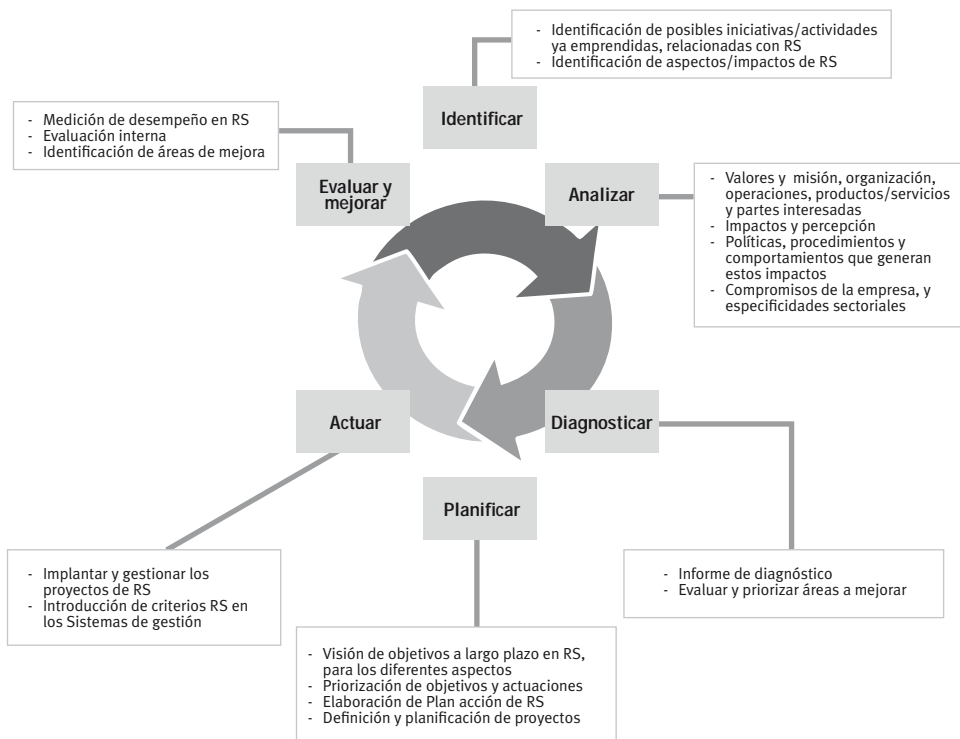 - Identificación de posibles iniciativas/actividades
ya emprendidas, relacionadas con RS
- Identificación de aspectos/impactos de RS
Identificar
- Medición de desempeño en RS
- Evaluación interna
- Identificación de áreas de mejora
Evaluar y
mejorar
Analizar
- Valores y misión, organización,
operaciones, productos/servicios
y partes interesadas
- Impactos y percepción
- Políticas, procedimientos y
comportamientos que generan
estos impactos
- Compromisos de la empresa, y
especificidades sectoriales
Actuar
Diagnosticar
Planificar
- Implantar y gestionar los
proyectos de RS
- Introducción de criterios RS en
los Sistemas de gestión
- Informe de diagnóstico
- Evaluar y priorizar áreas a mejorar
- Visión de objetivos a largo plazo en RS,
para los diferentes aspectos
- Priorización de objetivos y actuaciones
- Elaboración de Plan acción de RS
- Definición y planificación de proyectos